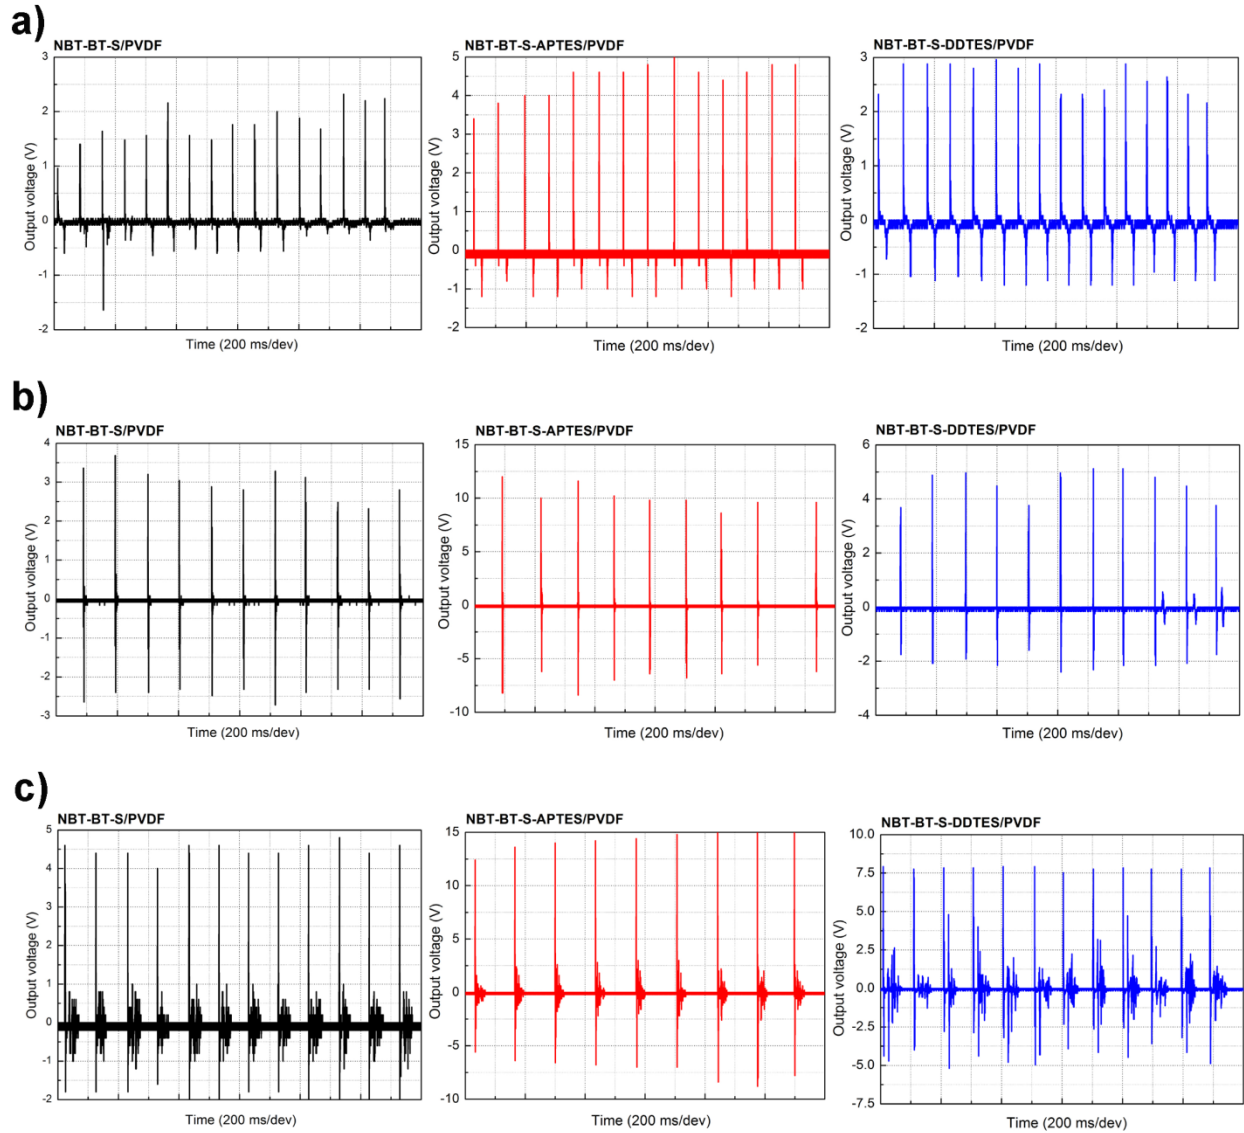 a)
NBT-BT-S/PVDF
Output voltage (V)
3
2
1
0
-1
-2
Time (200 ms/dev)
NBT-BT-S-APTES/PVDF
Output voltage (V)
5
4
3
2
1
0
-1
-2
Time (200 ms/dev)
NBT-BT-S-DDTES/PVDF
Output voltage (V)
3
2
1
0
-1
-2
Time (200 ms/dev)
b)
NBT-BT-S/PVDF
Output voltage (V)
4
3
2
1
0
-1
-2
-3
Time (200 ms/dev)
NBT-BT-S-APTES/PVDF
Output voltage (V)
15
10
5
0
-5
-10
Time (200 ms/dev)
NBT-BT-S-DDTES/PVDF
Output voltage (V)
6
4
2
0
-2
-4
Time (200 ms/dev)
c)
NBT-BT-S/PVDF
Output voltage (V)
5
4
3
2
1
0
-1
-2
Time (200 ms/dev)
NBT-BT-S-APTES/PVDF
Output voltage (V)
15
10
5
0
-5
-10
Time (200 ms/dev)
NBT-BT-S-DDTES/PVDF
Output voltage (V)
10.0
7.5
5.0
2.5
0.0
-2.5
-5.0
-7.5
Time (200 ms/dev)